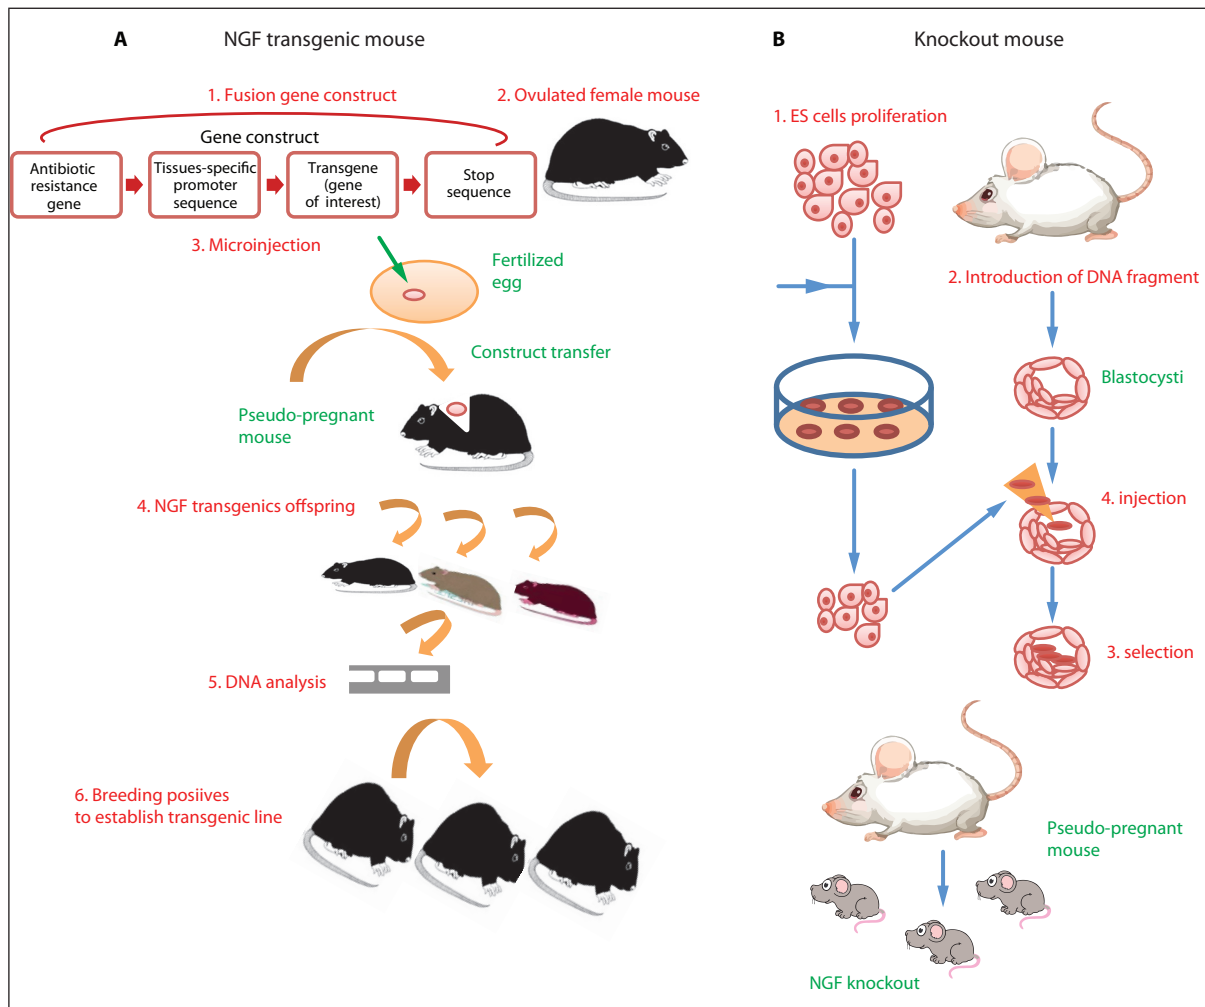 A NGF transgenic mouse
1. Fusion gene construct
2. Ovulated female mouse
Gene construct
Antibiotic
resistance
gene
Tissues-specific
promoter
sequence
Transgene
(gene
of interest)
Stop
sequence
3. Microinjection
Fertilized
egg
Construct transfer
Pseudo-pregnant
mouse
4. NGF transgenics offspring
5. DNA analysis
6. Breeding posiives
to establish transgenic line
B Knockout mouse
1. ES cells proliferation
2. Introduction of DNA fragment
Blastocysti
4. injection
3. selection
Pseudo-pregnant
mouse
NGF knockout